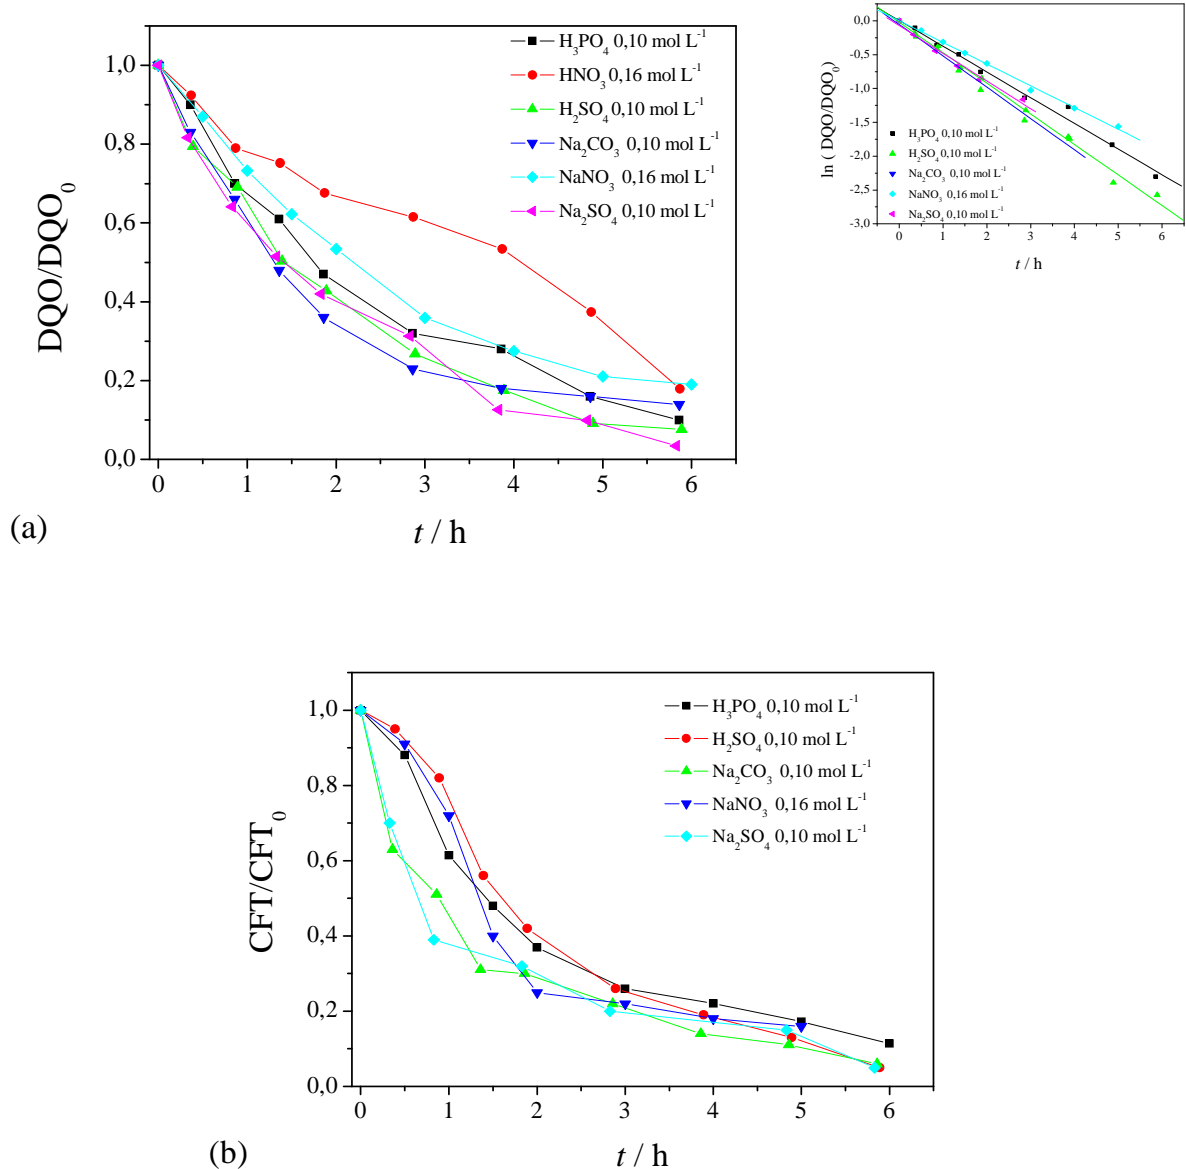 DQO/DQO₀
1,0
0,8
0,6
0,4
0,2
0,0
0 1 2 3 4 5 6
t / h
H₃PO₄ 0,10 mol L⁻¹
HNO₃ 0,16 mol L⁻¹
H₂SO₄ 0,10 mol L⁻¹
Na₂CO₃ 0,10 mol L⁻¹
NaNO₃ 0,16 mol L⁻¹
Na₂SO₄ 0,10 mol L⁻¹
(a)
ln ( DQO/DQO₀)
0,0
-0,5
-1,0
-1,5
-2,0
-2,5
-3,0
H₃PO₄ 0,10 mol L⁻¹
H₂SO₄ 0,10 mol L⁻¹
Na₂CO₃ 0,10 mol L⁻¹
NaNO₃ 0,16 mol L⁻¹
Na₂SO₄ 0,10 mol L⁻¹
0 1 2 3 4 5 6
t / h
CFT/CFT₀
1,0
0,8
0,6
0,4
0,2
0,0
H₃PO₄ 0,10 mol L⁻¹
H₂SO₄ 0,10 mol L⁻¹
Na₂CO₃ 0,10 mol L⁻¹
NaNO₃ 0,16 mol L⁻¹
Na₂SO₄ 0,10 mol L⁻¹
0 1 2 3 4 5 6
t / h
(b)